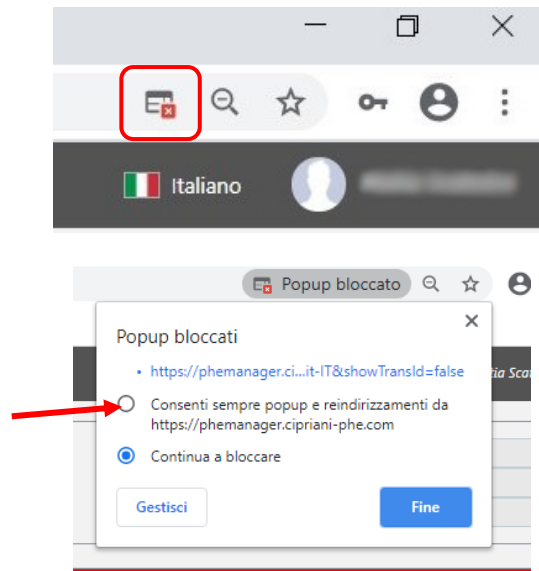 Italiano
Popup bloccato
Popup bloccati
https://phemanager.ci...it-IT&showTransId=false
Consenti sempre popup e reindirizzamenti da
https://phemanager.cipriani-phe.com
Continua a bloccare
Gestisci
Fine